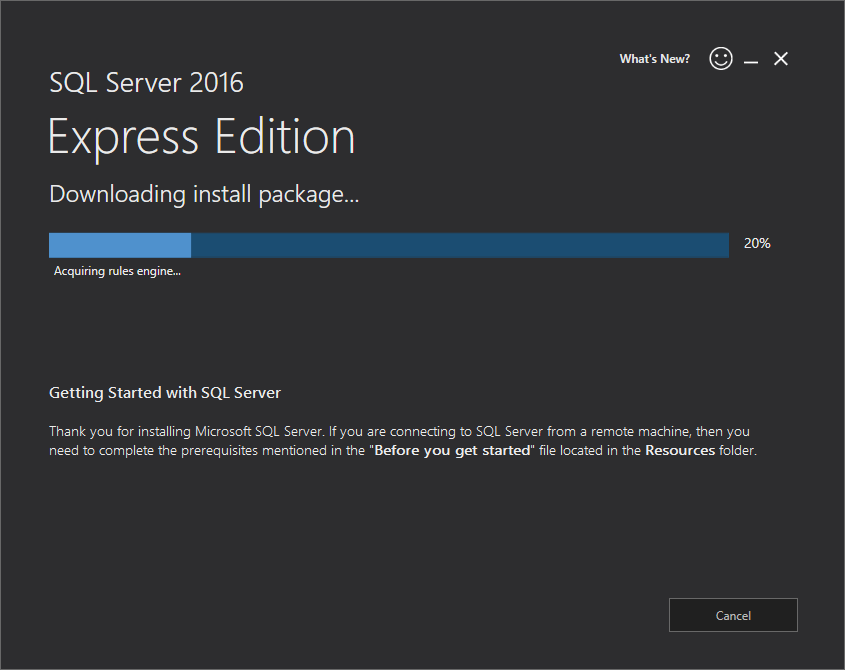 What's New?
SQL Server 2016
Express Edition
Downloading install package...
20%
Acquiring rules engine...
Getting Started with SQL Server
Thank you for installing Microsoft SQL Server. If you are connecting to SQL Server from a remote machine, then you
need to complete the prerequisites mentioned in the "Before you get started" file located in the Resources folder.
Cancel